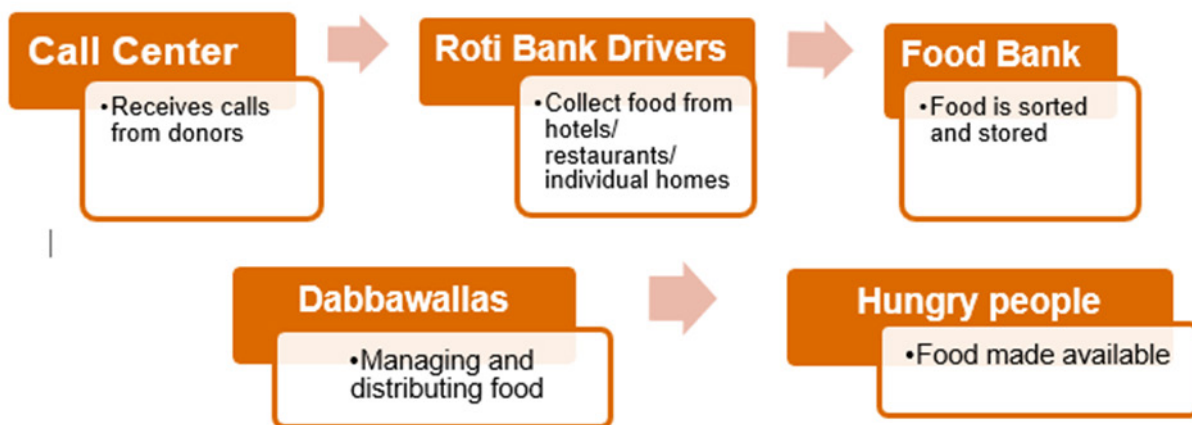 Call Center
•Receives calls
from donors
Roti Bank Drivers
•Collect food from
hotels/
restaurants/
individual homes
Food Bank
•Food is sorted
and stored
Dabbawallas
•Managing and
distributing food
Hungry people
•Food made available